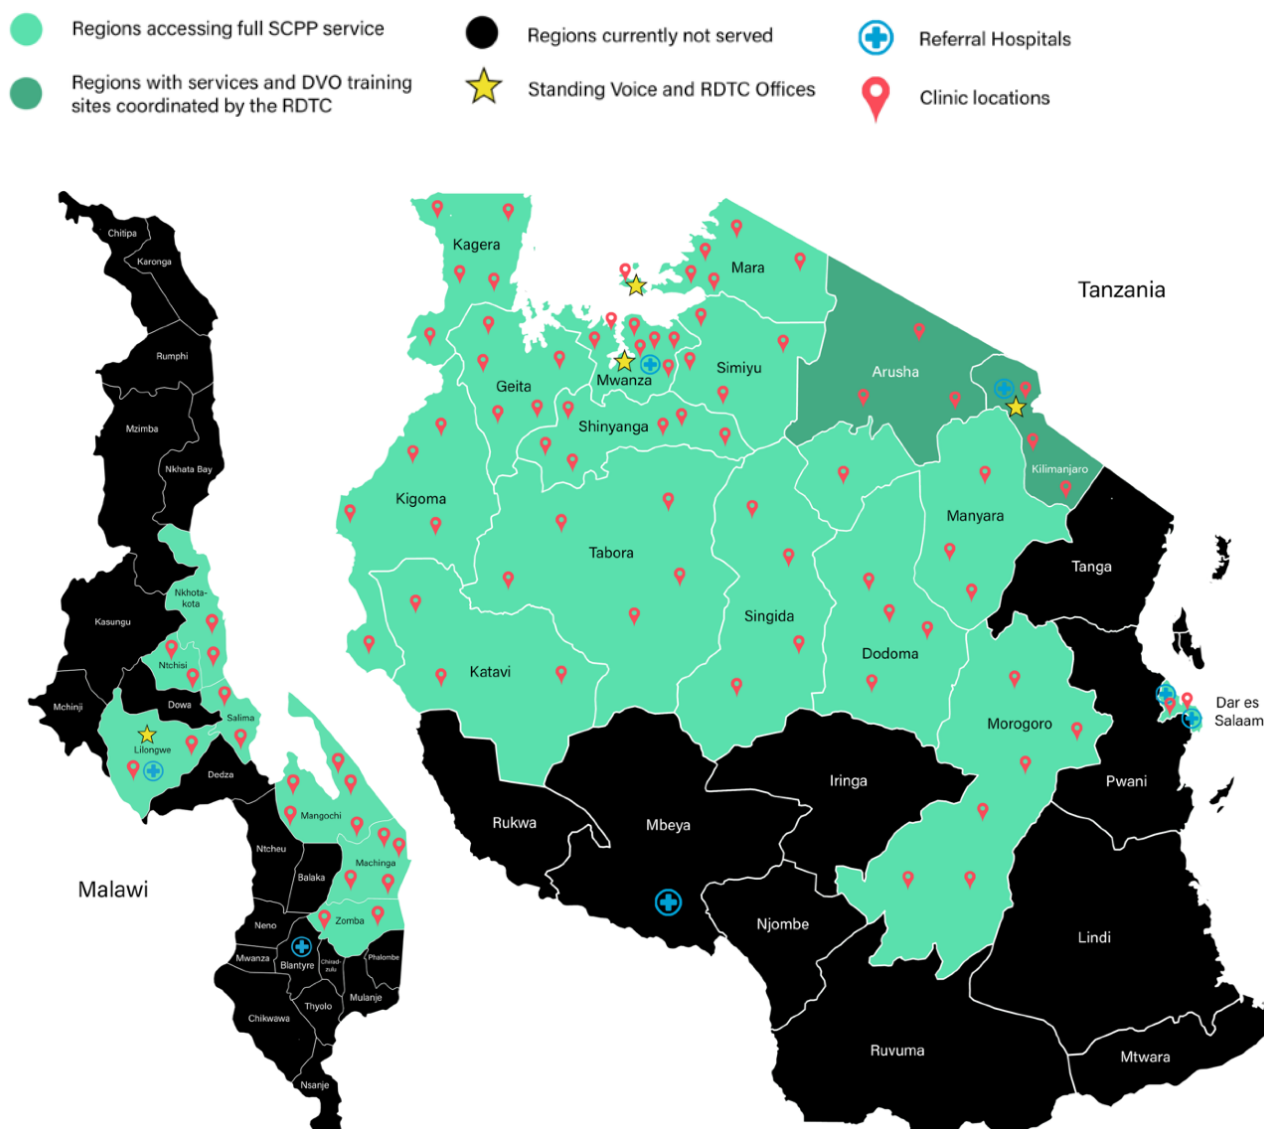 Regions accessing full SCPP service
Regions with services and DVO training
sites coordinated by the RDTC
Regions currently not served
Standing Voice and RDTC Offices
Referral Hospitals
Clinic locations
Malawi
Chitipa
Karonga
Rumphi
Mzimba
Nkhata Bay
Nkhota-
kota
Kasungu
Ntchisi
Mchinji
Dowa
Salima
Lilongwe
Dedza
Mangochi
Ntcheu
Machinga
Balaka
Zomba
Neno
Mwanza
Blantyre
Chirad-
zulu
Phalombe
Mulanje
Thyolo
Chikwawa
Nsanje
Tanzania
Kagera
Mara
Arusha
Simiyu
Mwanza
Geita
Shinyanga
Kilimanjaro
Kigoma
Manyara
Tabora
Tanga
Singida
Dodoma
Katavi
Dar es
Salaam
Morogoro
Pwani
Iringa
Rukwa
Mbeya
Njombe
Lindi
Ruvuma
Mtwara